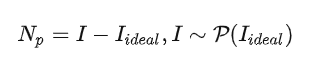 $N_p = I - I_{ideal}, I \sim \mathcal{P}(I_{ideal})$